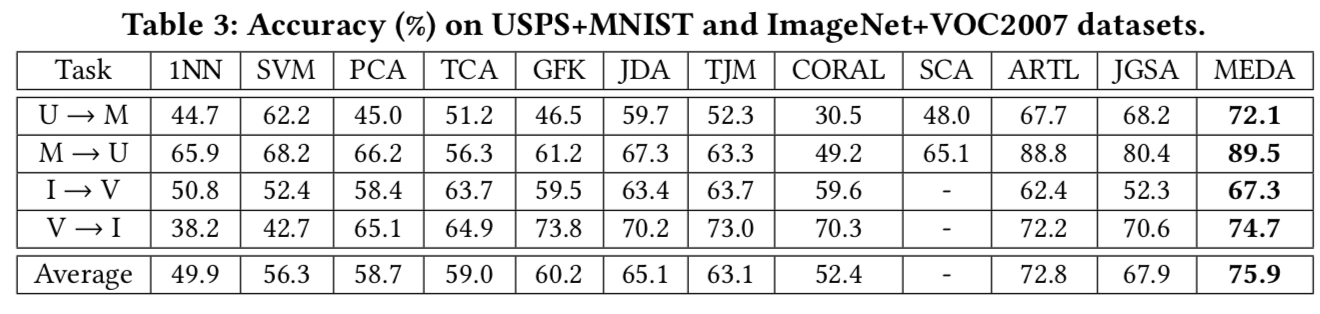 Table 3: Accuracy (%) on USPS+MNIST and ImageNet+VOC2007 datasets.
Task 1NN SVM PCA TCA GFK JDA TJM CORAL SCA ARTL JGSA MEDA
U → M 44.7 62.2 45.0 51.2 46.5 59.7 52.3 30.5 48.0 67.7 68.2 72.1
M → U 65.9 68.2 66.2 56.3 61.2 67.3 63.3 49.2 65.1 88.8 80.4 89.5
I → V 50.8 52.4 58.4 63.7 59.5 63.4 63.7 59.6 - 62.4 52.3 67.3
V → I 38.2 42.7 65.1 64.9 73.8 70.2 73.0 70.3 - 72.2 70.6 74.7
Average 49.9 56.3 58.7 59.0 60.2 65.1 63.1 52.4 - 72.8 67.9 75.9